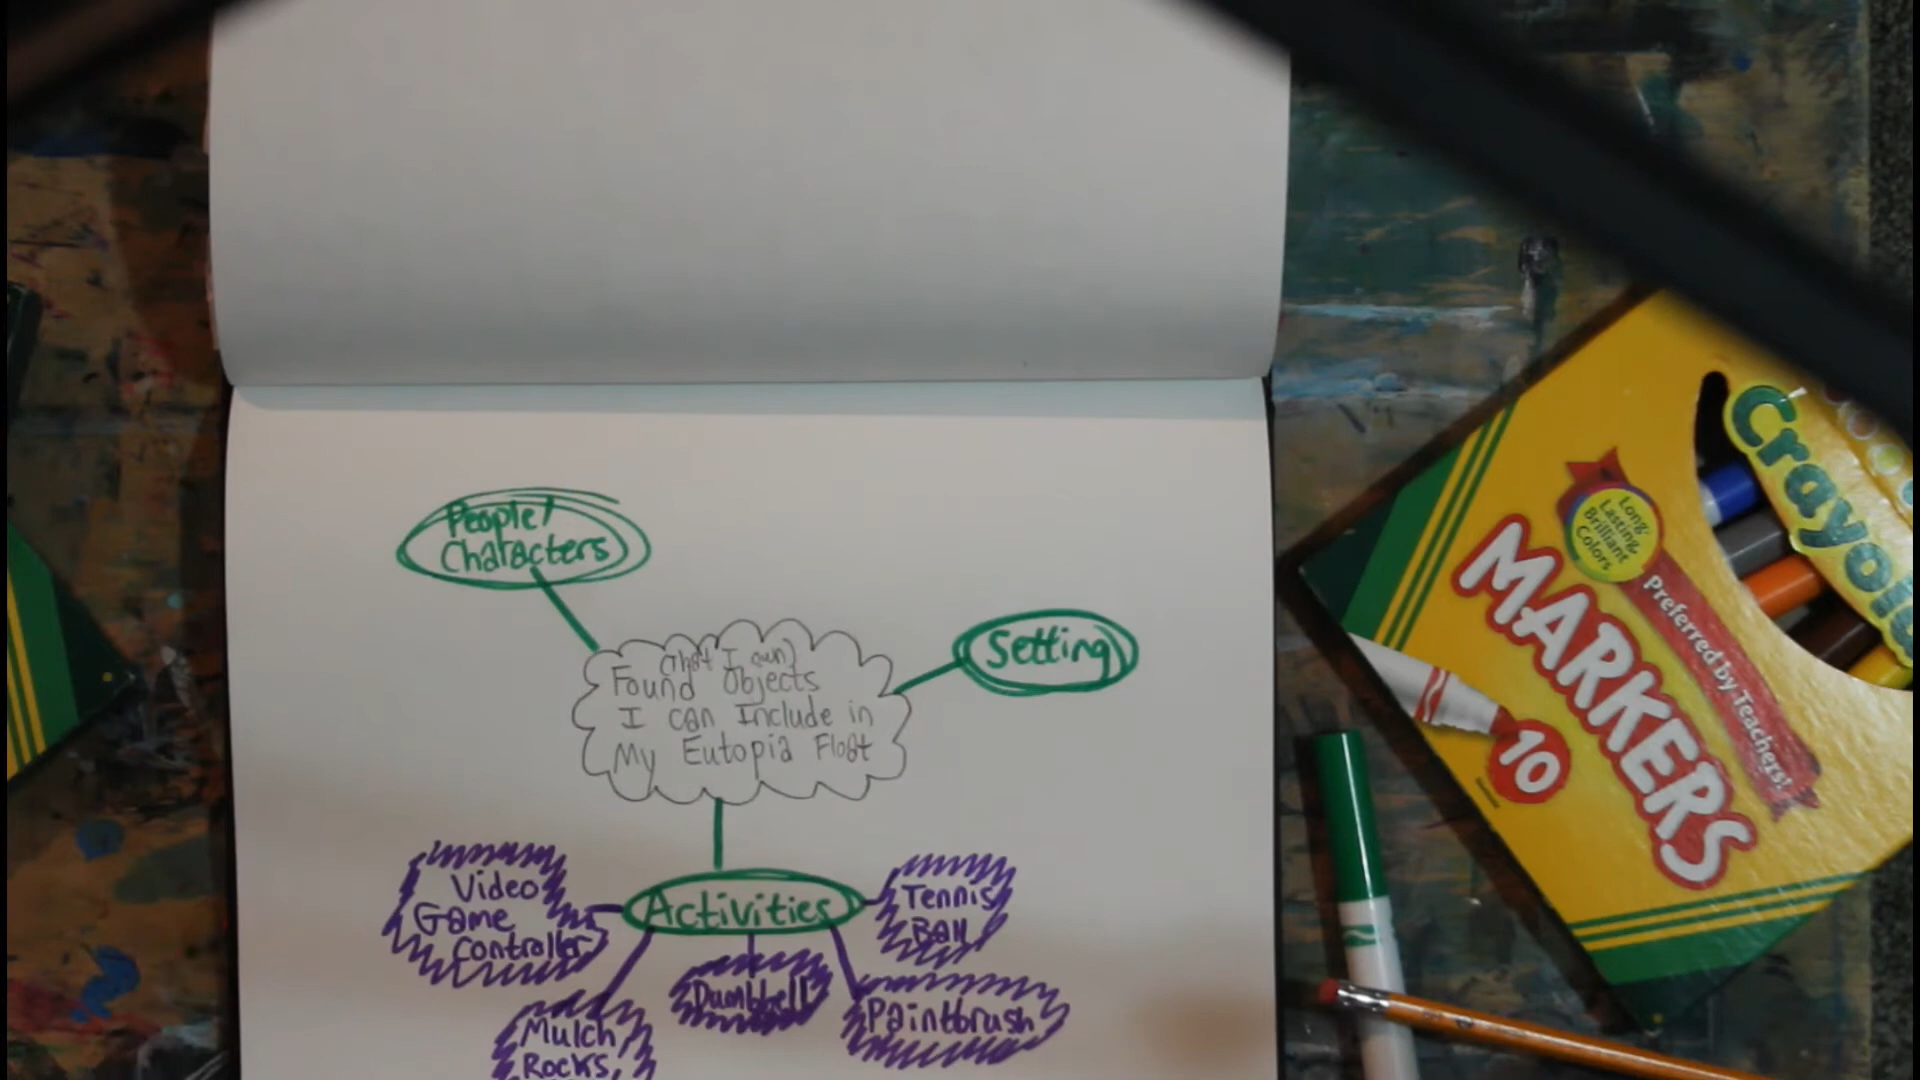 People/
Characters
Setting
(That I own)
Found Objects
I can Include in
My Eutopia Float
Activities
Video
Game
Controller
Tennis
Ball
Dumbbell
Paintbrush
Mulch
Rocks
Crayola
Long
Lasting
Brilliant
Colors
Preferred by Teachers!
MARKERS
10